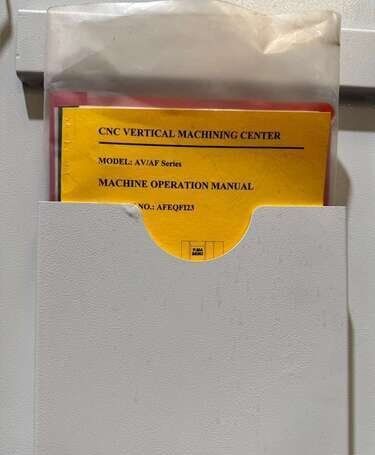 CNC VERTICAL MACHINING CENTER
MODEL: AV/AF Series
MACHINE OPERATION MANUAL
NO.: AFEQFI23